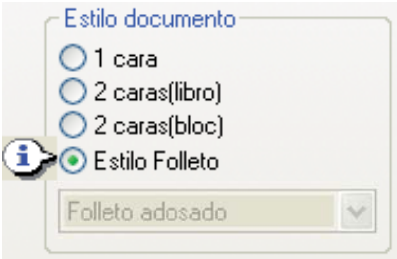 Estilo documento
1 cara
2 caras(libro)
2 caras(bloc)
Estilo Folleto
Folleto adosado